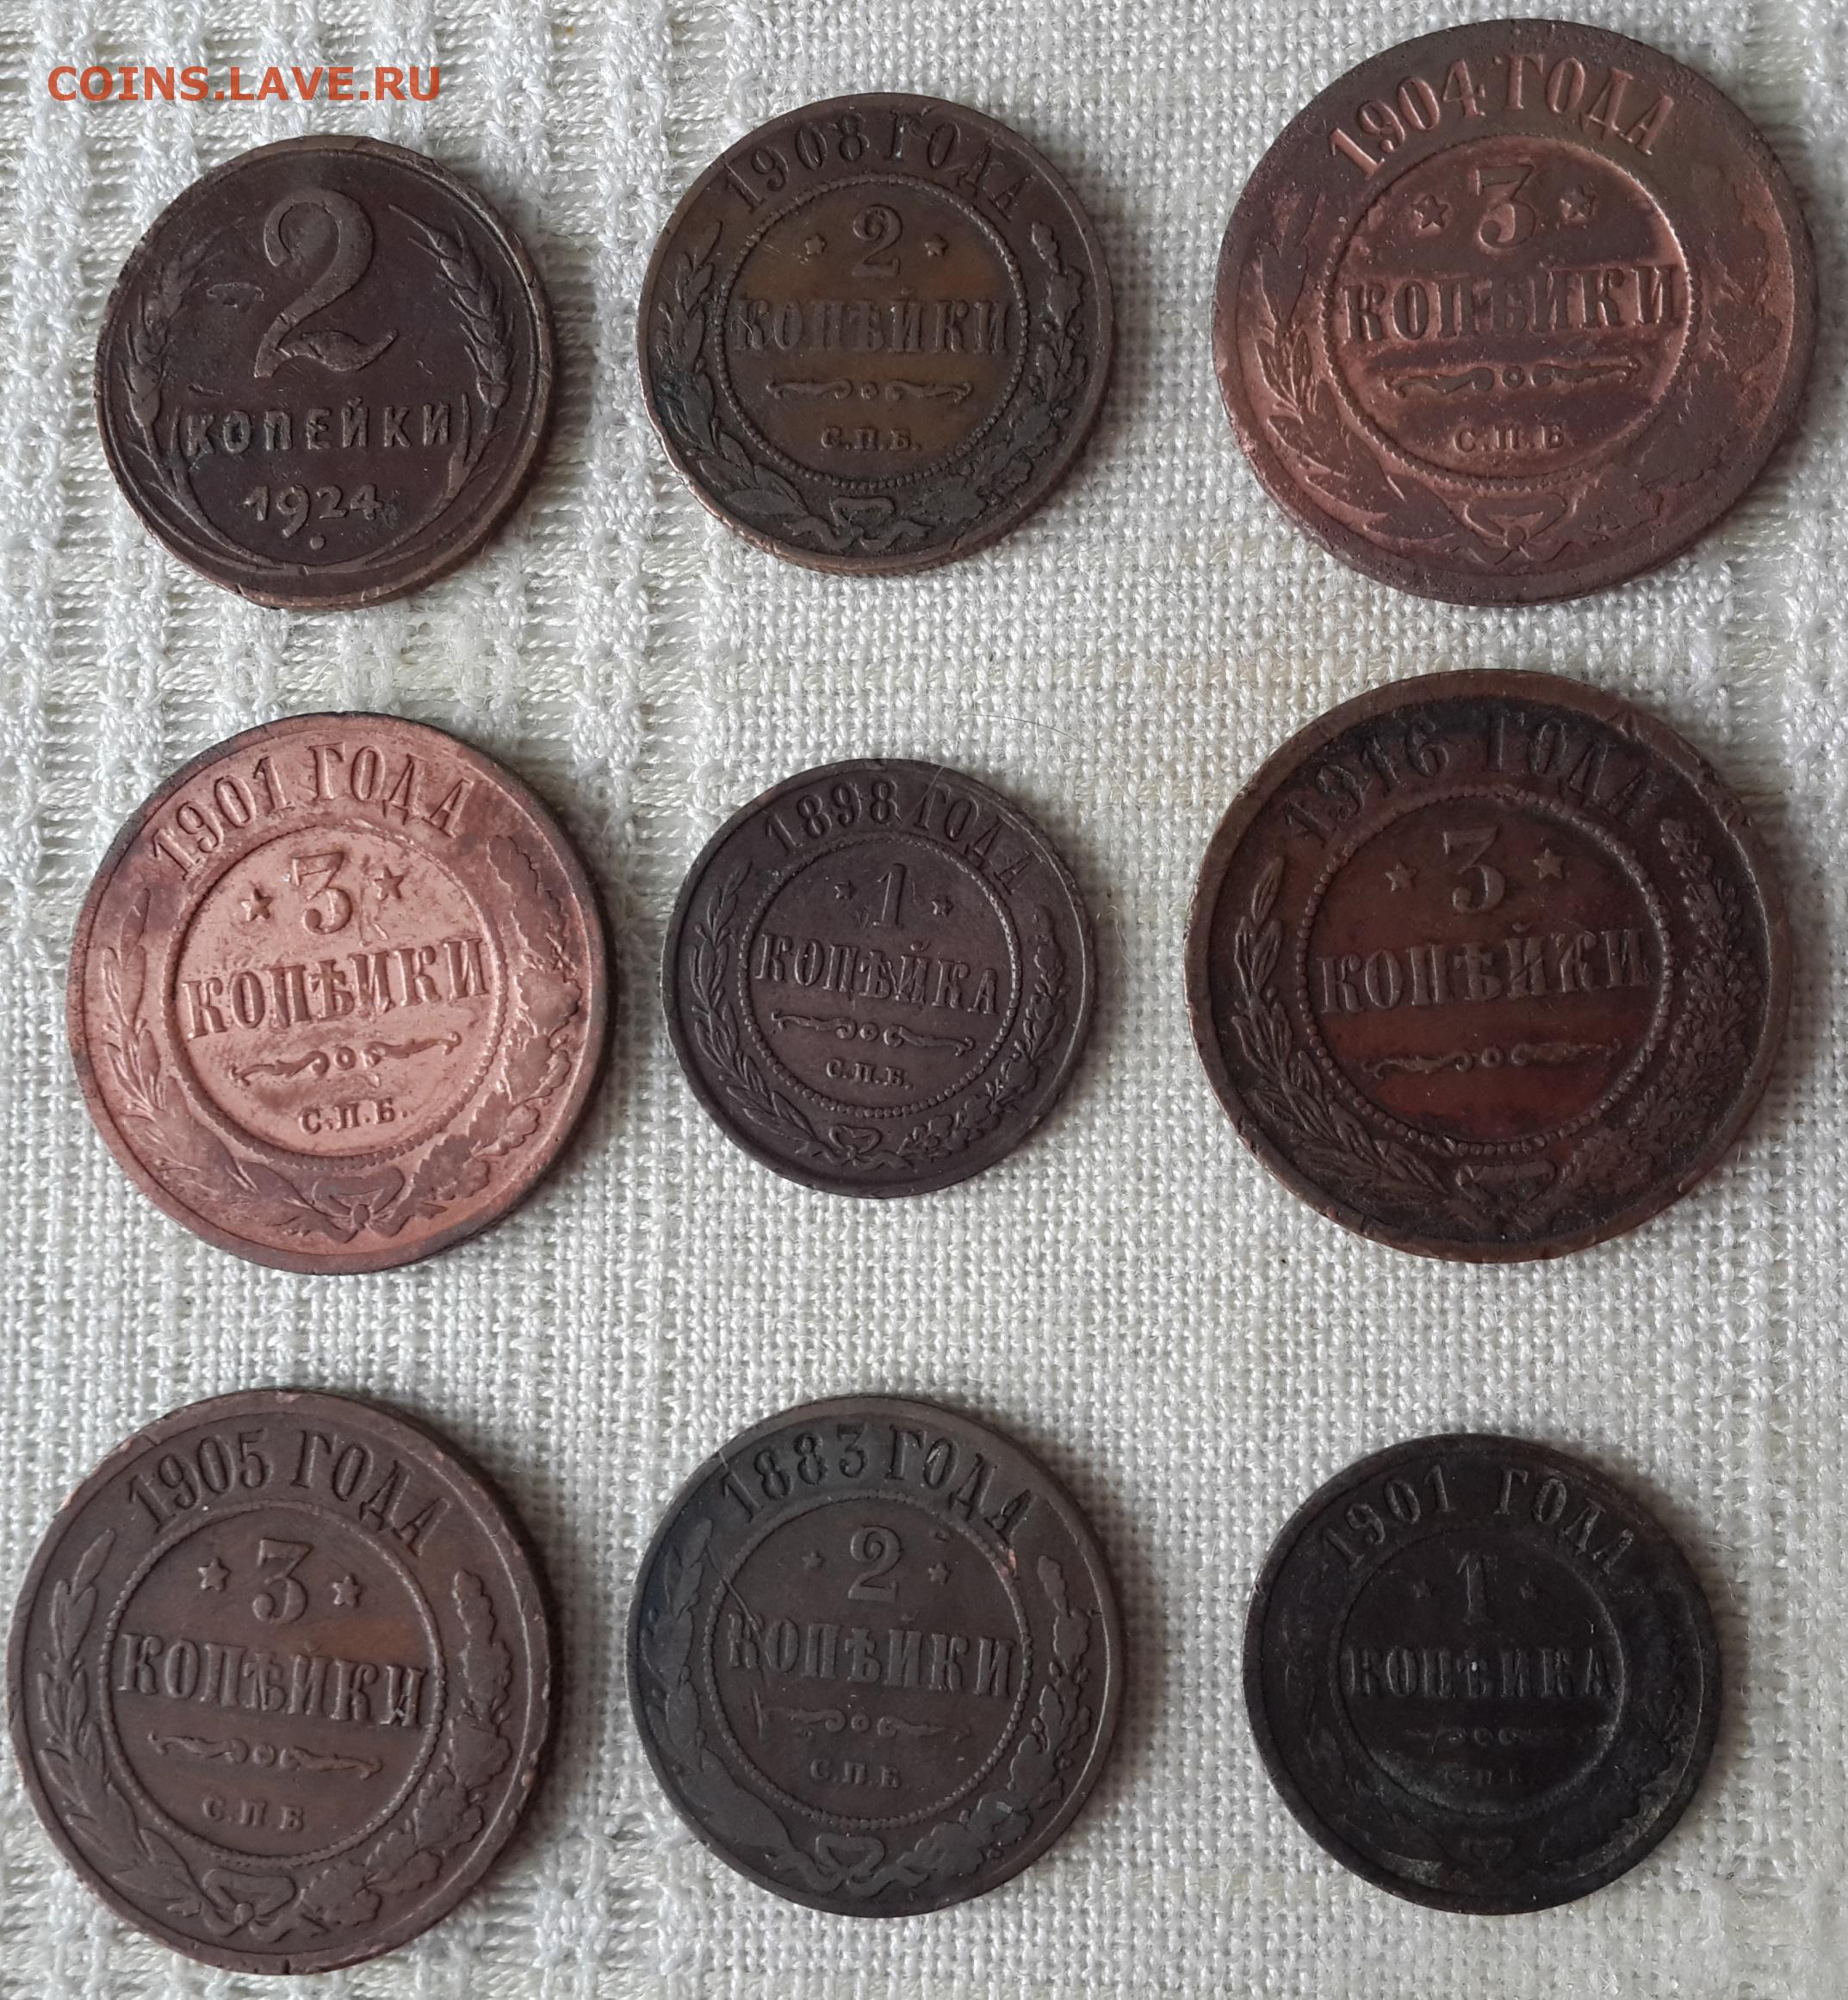 COINS.LAVE.RU
2
КОПЕЙКИ
1924
1908 ГОДА
2
КОПѢЙКИ
С.П.Б.
1904 ГОДА
3
КОПѢЙКИ
С.П.Б.
1901 ГОДА
3
КОПѢЙКИ
С.П.Б.
1898 ГОДА
1
КОПѢЙКА
С.П.Б.
1916 ГОДА
3
КОПѢЙКИ
1905 ГОДА
3
КОПѢЙКИ
С.П.Б
1883 ГОДА
2
КОПѢЙКИ
С.П.Б.
1901 ГОДА
1
КОПѢЙКА
С.П.Б.